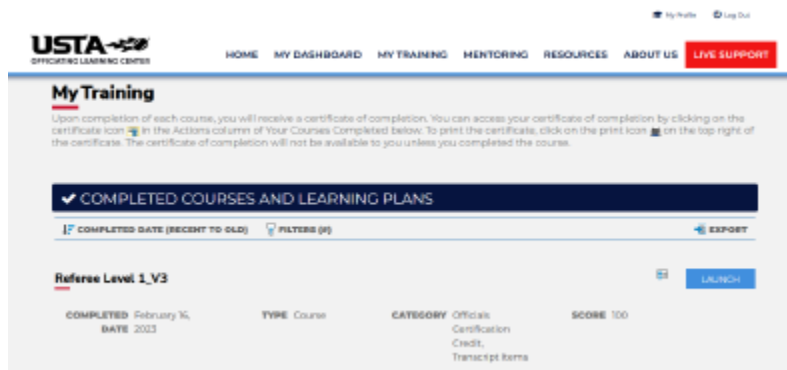 My Profile Log Out
USTA
OFFICIATING LEARNING CENTER
HOME MY DASHBOARD MY TRAINING MENTORING RESOURCES ABOUT US LIVE SUPPORT
My Training
Upon completion of each course, you will receive a certificate of completion. You can access your certificate of completion by clicking on the
certificate icon in the Actions column of Your Courses Completed below. To print the certificate, click on the print icon on the top right of
the certificate. The certificate of completion will not be available to you unless you completed the course.
COMPLETED COURSES AND LEARNING PLANS
COMPLETED DATE (RECENT TO OLD) FILTERS (0) EXPORT
Referee Level 1_V3 LAUNCH
COMPLETED February 16, TYPE Course CATEGORY Officials SCORE 100
DATE 2023 Certification
Credit,
Transcript Items